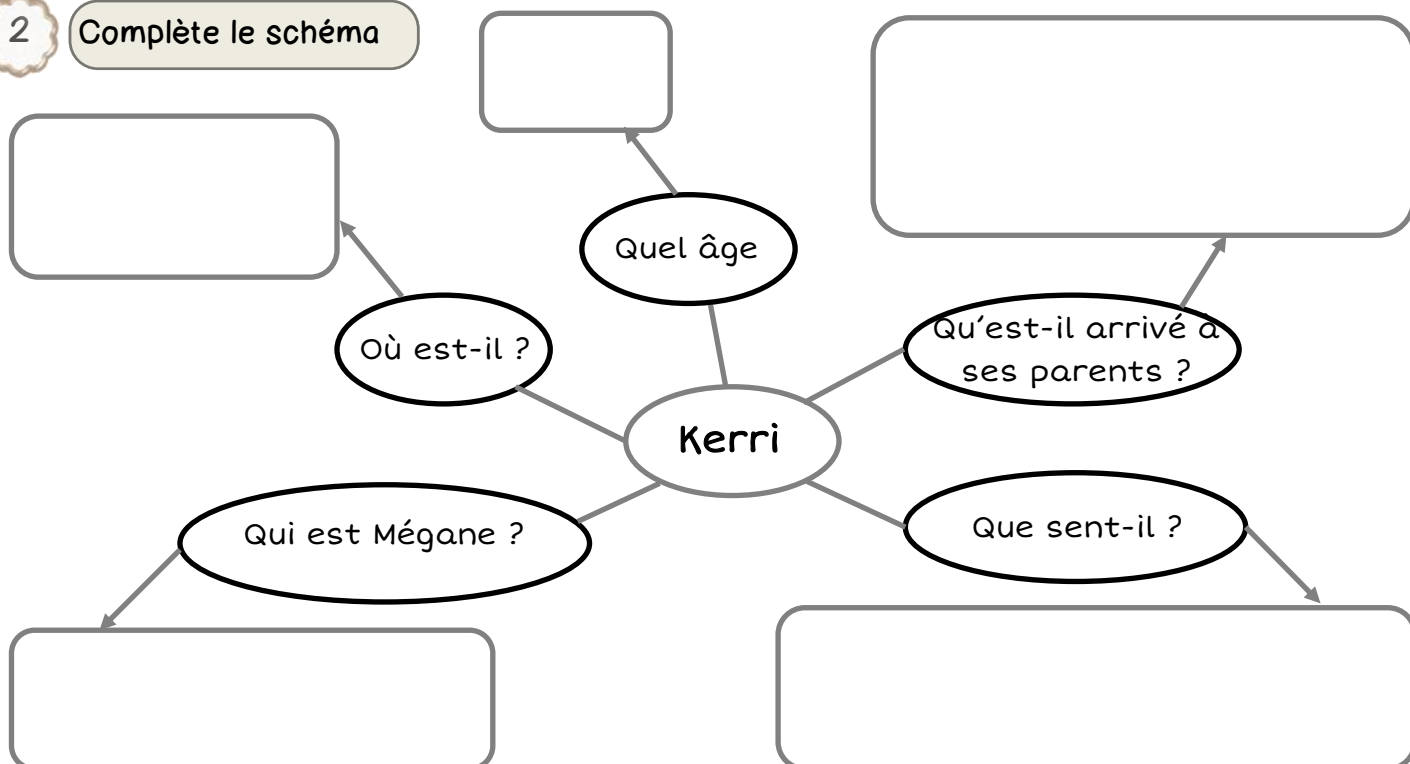 2
Complète le schéma
Quel âge
Où est-il ?
Qu’est-il arrivé à
ses parents ?
Kerri
Qui est Mégane ?
Que sent-il ?